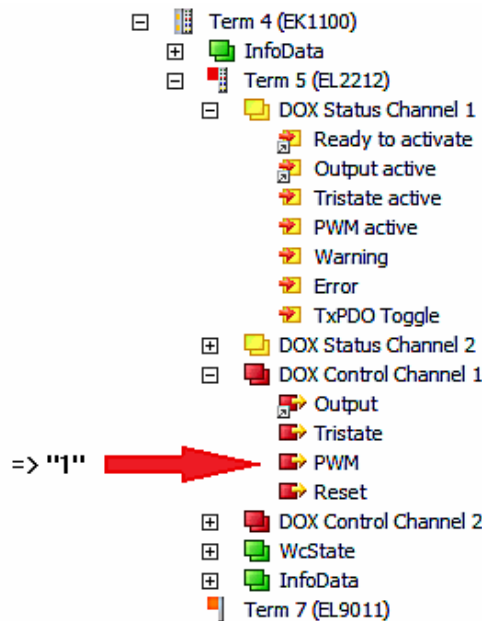 Term 4 (EK1100)
InfoData
Term 5 (EL2212)
DOX Status Channel 1
Ready to activate
Output active
Tristate active
PWM active
Warning
Error
TxPDO Toggle
DOX Status Channel 2
DOX Control Channel 1
Output
Tristate
=> "1" PWM
Reset
DOX Control Channel 2
WcState
InfoData
Term 7 (EL9011)